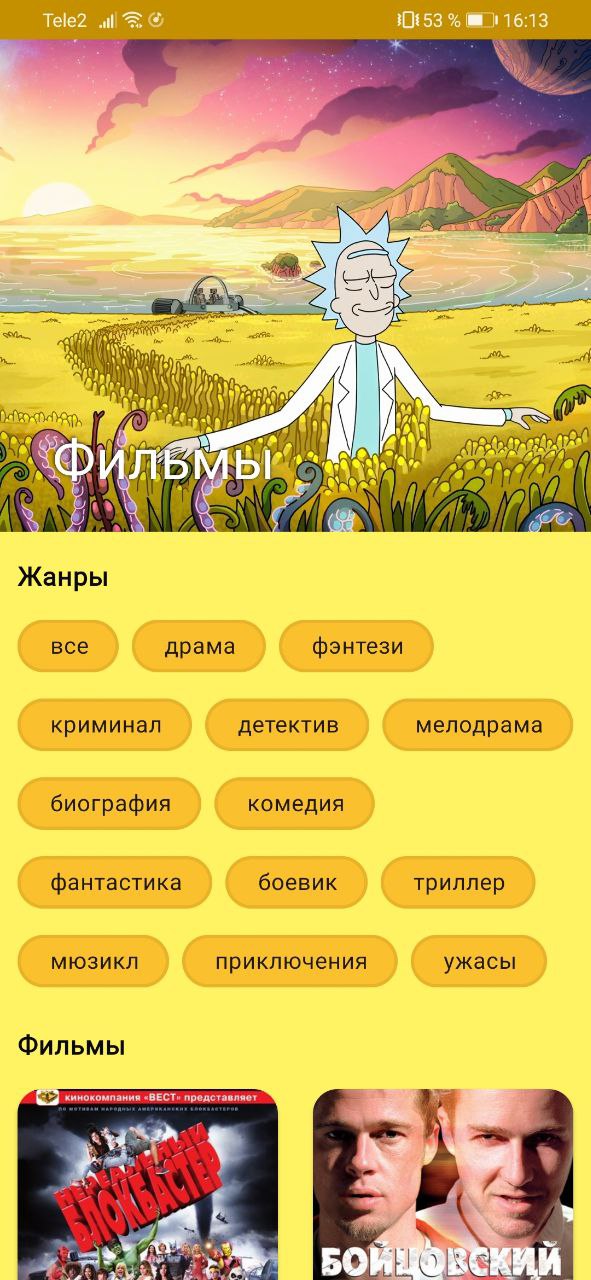 Tele2 53 % 16:13
Фильмы
Жанры
все драма фэнтези
криминал детектив мелодрама
биография комедия
фантастика боевик триллер
мюзикл приключения ужасы
Фильмы
кинокомпания «ВЕСТ» представляет
ПО МОТИВАМ НАРОДНЫХ АМЕРИКАНСКИХ БЛОКБАСТЕРОВ
НЕРЕАЛЬНЫЙ
БЛОКБАСТЕР
БОЙЦОВСКИЙ